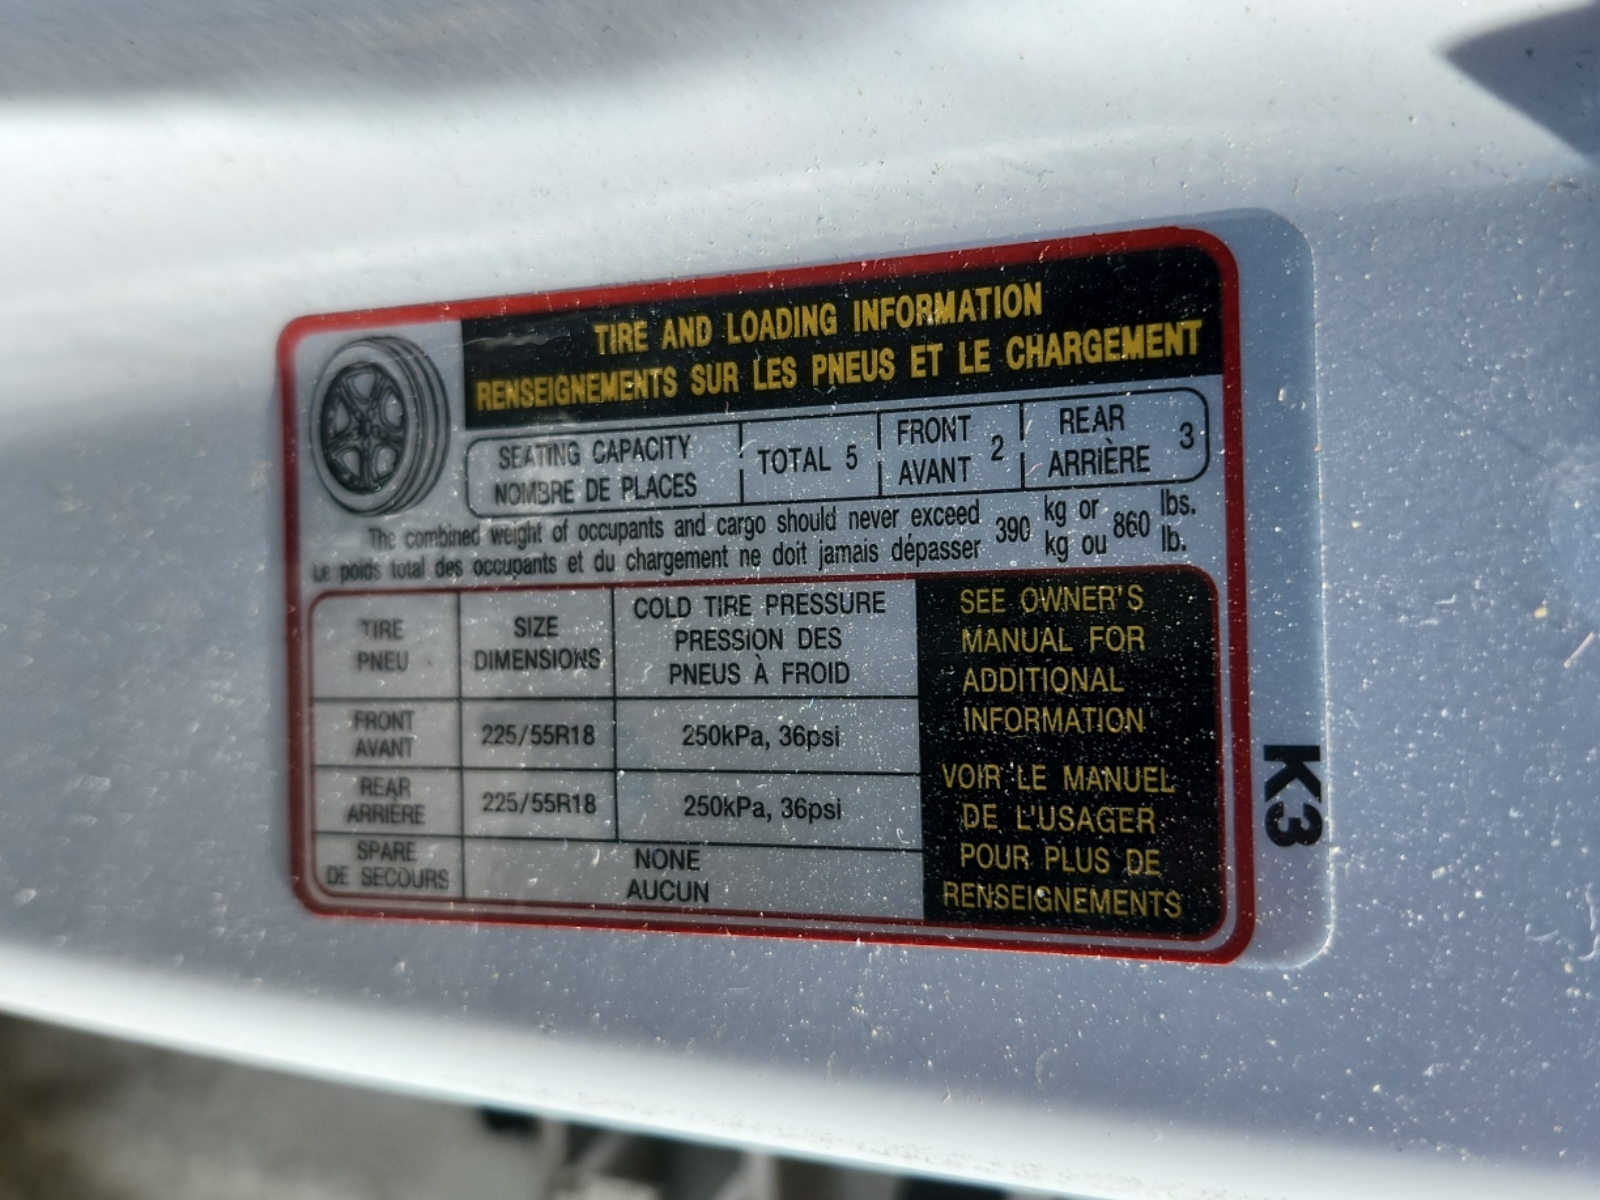 TIRE AND LOADING INFORMATION
RENSEIGNEMENTS SUR LES PNEUS ET LE CHARGEMENT
SEATING CAPACITY
NOMBRE DE PLACES
TOTAL 5
FRONT
AVANT
2
REAR
ARRIÈRE
3
The combined weight of occupants and cargo should never exceed 390 kg or 860 lbs.
Le poids total des occupants et du chargement ne doit jamais dépasser kg ou lb.
TIRE
PNEU
SIZE
DIMENSIONS
COLD TIRE PRESSURE
PRESSION DES
PNEUS À FROID
FRONT
AVANT
225/55R18
250kPa, 36psi
REAR
ARRIÈRE
225/55R18
250kPa, 36psi
SPARE
DE SECOURS
NONE
AUCUN
SEE OWNER'S
MANUAL FOR
ADDITIONAL
INFORMATION
VOIR LE MANUEL
DE L'USAGER
POUR PLUS DE
RENSEIGNEMENTS
K3